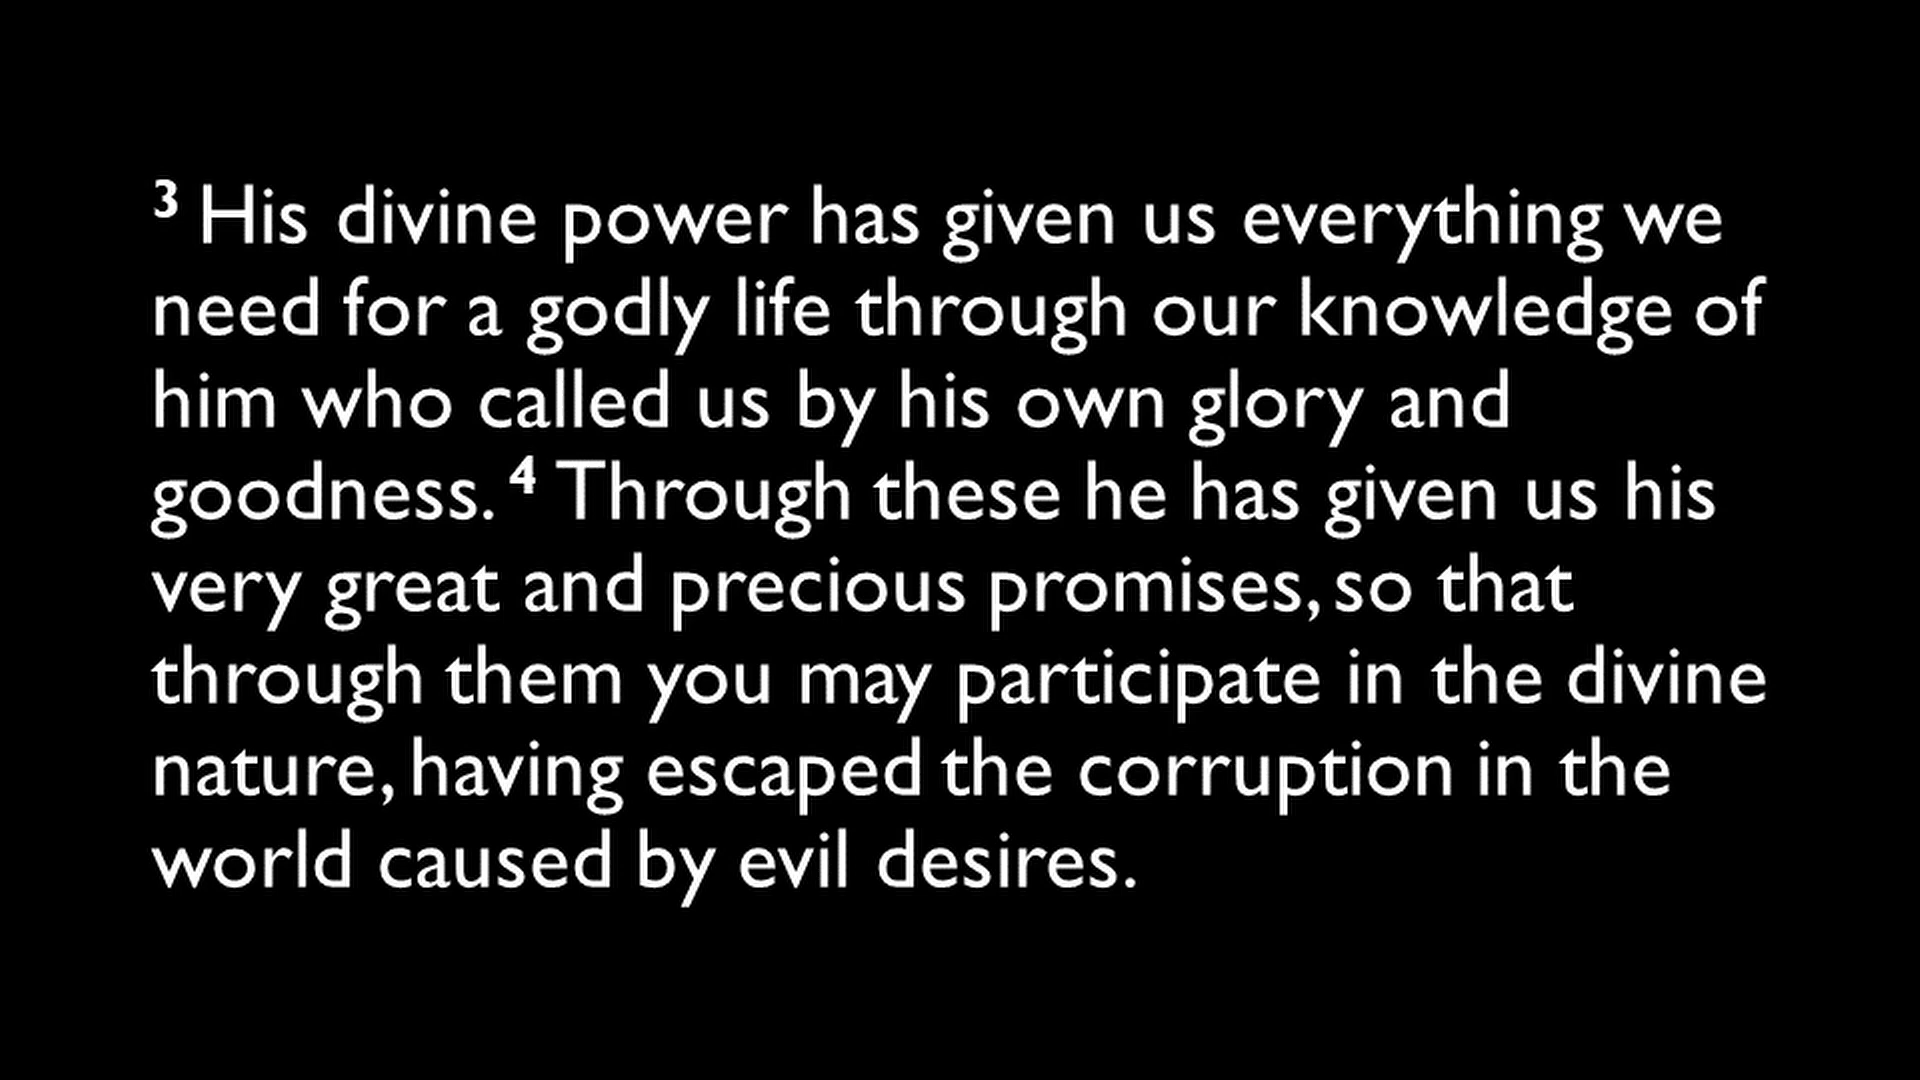 3 His divine power has given us everything we
need for a godly life through our knowledge of
him who called us by his own glory and
goodness. 4 Through these he has given us his
very great and precious promises, so that
through them you may participate in the divine
nature, having escaped the corruption in the
world caused by evil desires.